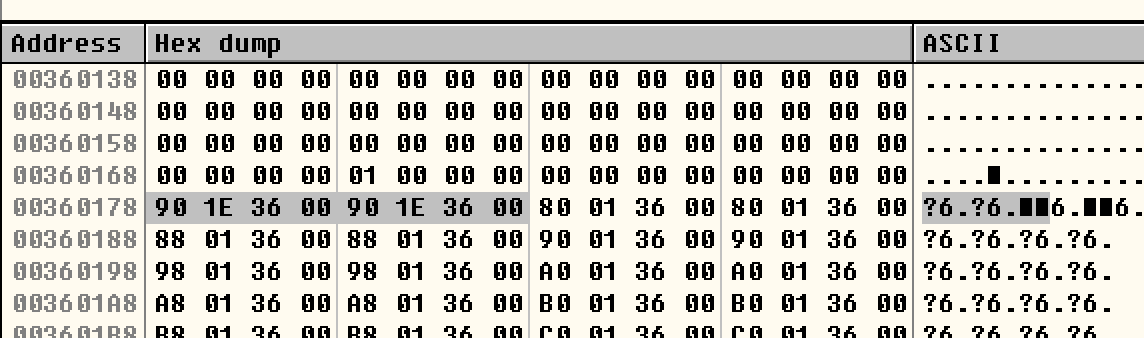 Address Hex dump ASCII
00360138 00 00 00 00 00 00 00 00 00 00 00 00 00 00 00 00 ..............
00360148 00 00 00 00 00 00 00 00 00 00 00 00 00 00 00 00 ..............
00360158 00 00 00 00 00 00 00 00 00 00 00 00 00 00 00 00 ..............
00360168 00 00 00 00 01 00 00 00 00 00 00 00 00 00 00 00 ....■.........
00360178 90 1E 36 00 90 1E 36 00 80 01 36 00 80 01 36 00 ?6.?6.■■6.■■6.
00360188 88 01 36 00 88 01 36 00 90 01 36 00 90 01 36 00 ?6.?6.?6.?6.
00360198 98 01 36 00 98 01 36 00 A0 01 36 00 A0 01 36 00 ?6.?6.?6.?6.
003601A8 A8 01 36 00 A8 01 36 00 B0 01 36 00 B0 01 36 00 ?6.?6.?6.?6.
003601B8 B8 01 36 00 B8 01 36 00 C0 01 36 00 C0 01 36 00 ?6.?6.?6.?6.